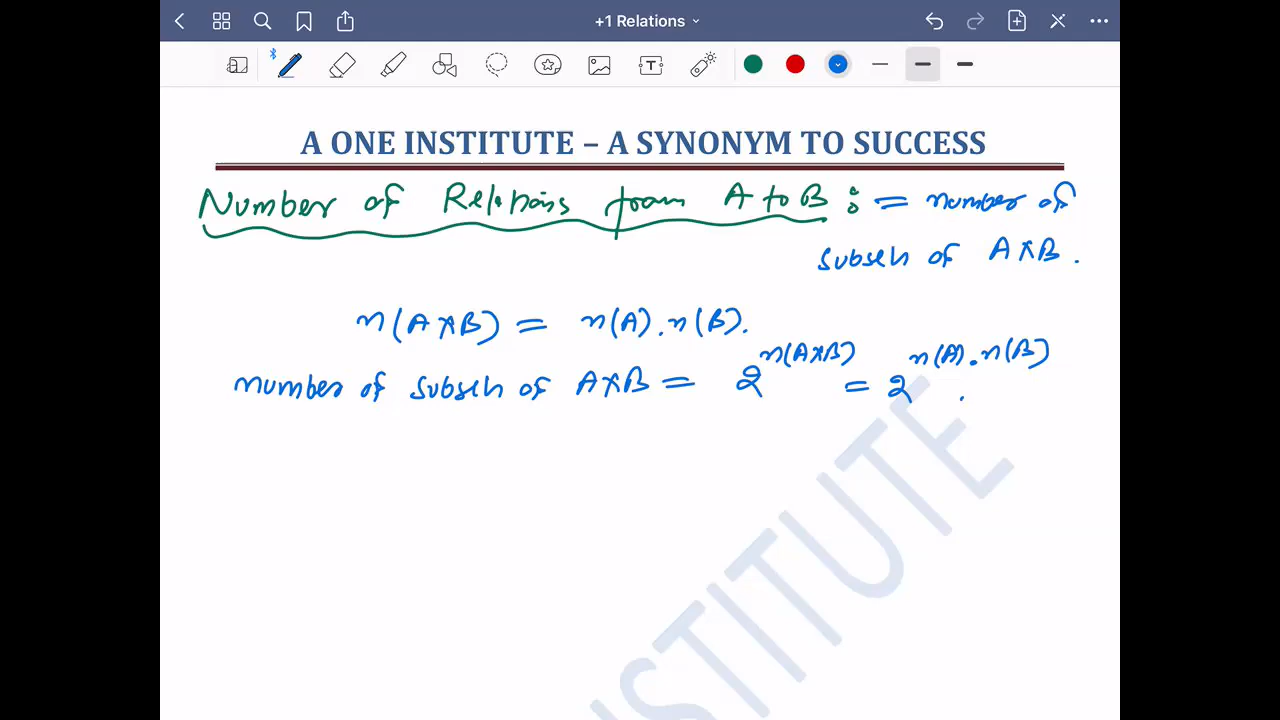 +1 Relations
A ONE INSTITUTE – A SYNONYM TO SUCCESS
Number of Relations from A to B : = number of
subsets of A×B.
n(A×B) = n(A).n(B).
number of subsets of A×B = 2^n(A×B) = 2^n(A).n(B).
INSTITUTE